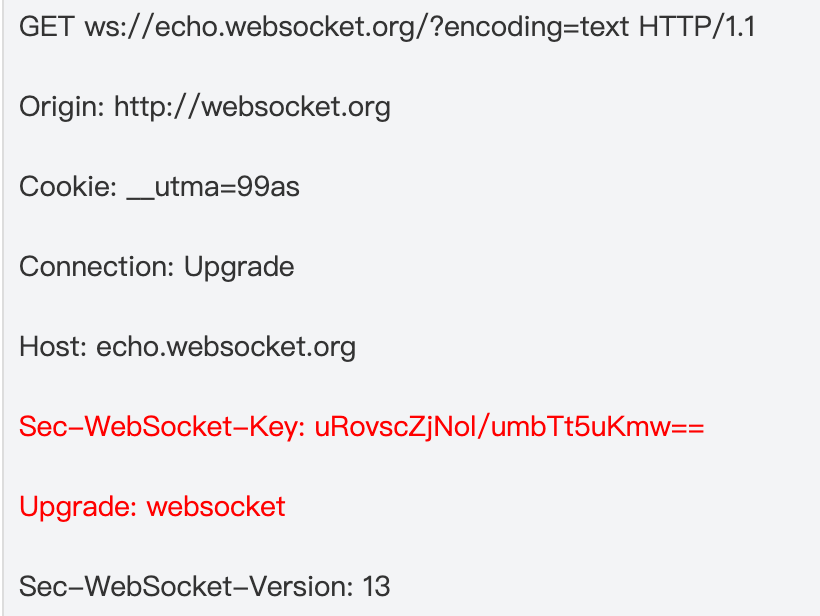 GET ws://echo.websocket.org/?encoding=text HTTP/1.1
Origin: http://websocket.org
Cookie: __utma=99as
Connection: Upgrade
Host: echo.websocket.org
Sec-WebSocket-Key: uRovscZjNol/umbTt5uKmw==
Upgrade: websocket
Sec-WebSocket-Version: 13